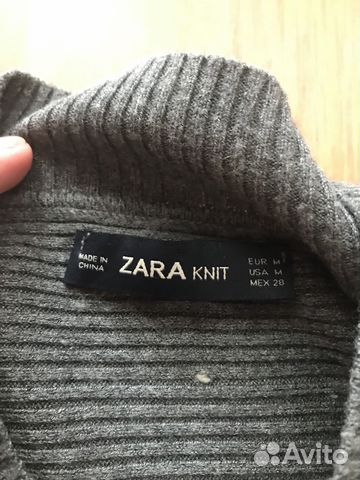 MADE IN
CHINA
ZARA KNIT
EUR M
USA M
MEX 28
Avito